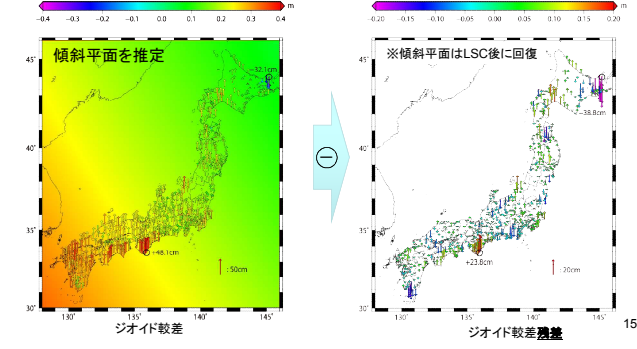 −0.4 −0.3 −0.2 −0.1 0.0 0.1 0.2 0.3 0.4 m
傾斜平面を推定
−32.1cm
+48.1cm
: 50cm
45˚
40˚
35˚
30˚
130˚ 135˚ 140˚ 145˚
ジオイド較差
①
−0.20 −0.15 −0.10 −0.05 0.00 0.05 0.10 0.15 0.20 m
※傾斜平面はLSC後に回復
−38.8cm
+23.8cm
: 20cm
45˚
40˚
35˚
30˚
130˚ 135˚ 140˚ 145˚
ジオイド較差残差
15